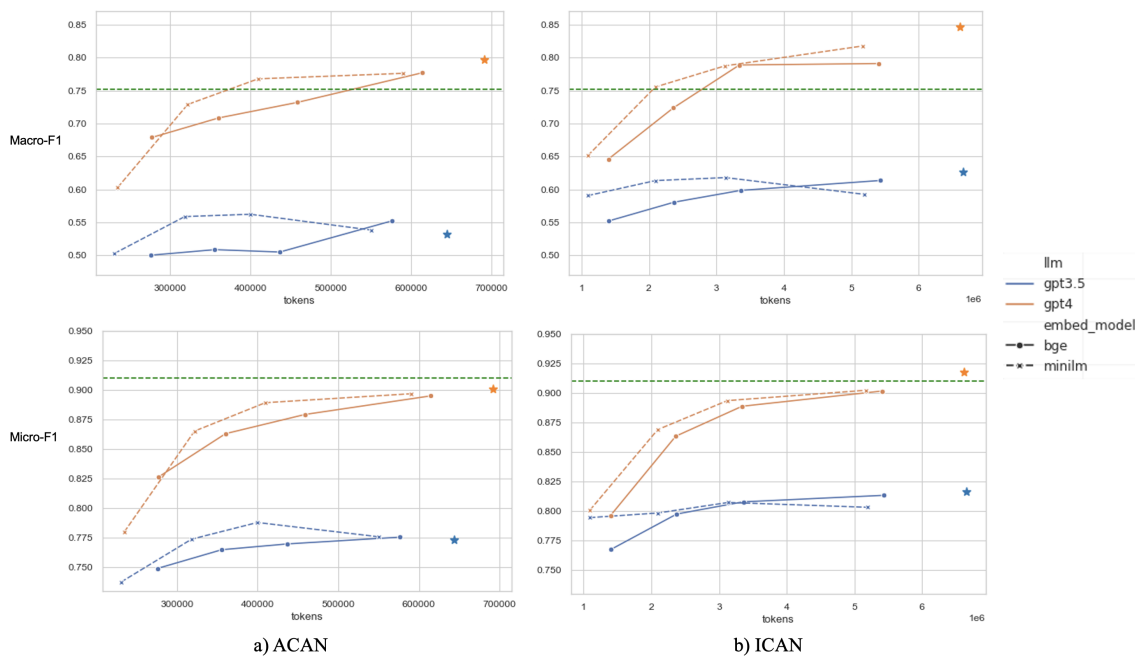 0.85
0.80
0.75
0.70
0.65
0.60
0.55
0.50
Macro-F1
300000 400000 500000 600000 700000
tokens
0.85
0.80
0.75
0.70
0.65
0.60
0.55
0.50
1 2 3 4 5 6
tokens
1e6
llm
gpt3.5
gpt4
embed_model
bge
minilm
0.950
0.925
0.900
0.875
0.850
0.825
0.800
0.775
0.750
Micro-F1
300000 400000 500000 600000 700000
tokens
0.950
0.925
0.900
0.875
0.850
0.825
0.800
0.775
0.750
1 2 3 4 5 6
tokens
1e6
a) ACAN
b) ICAN